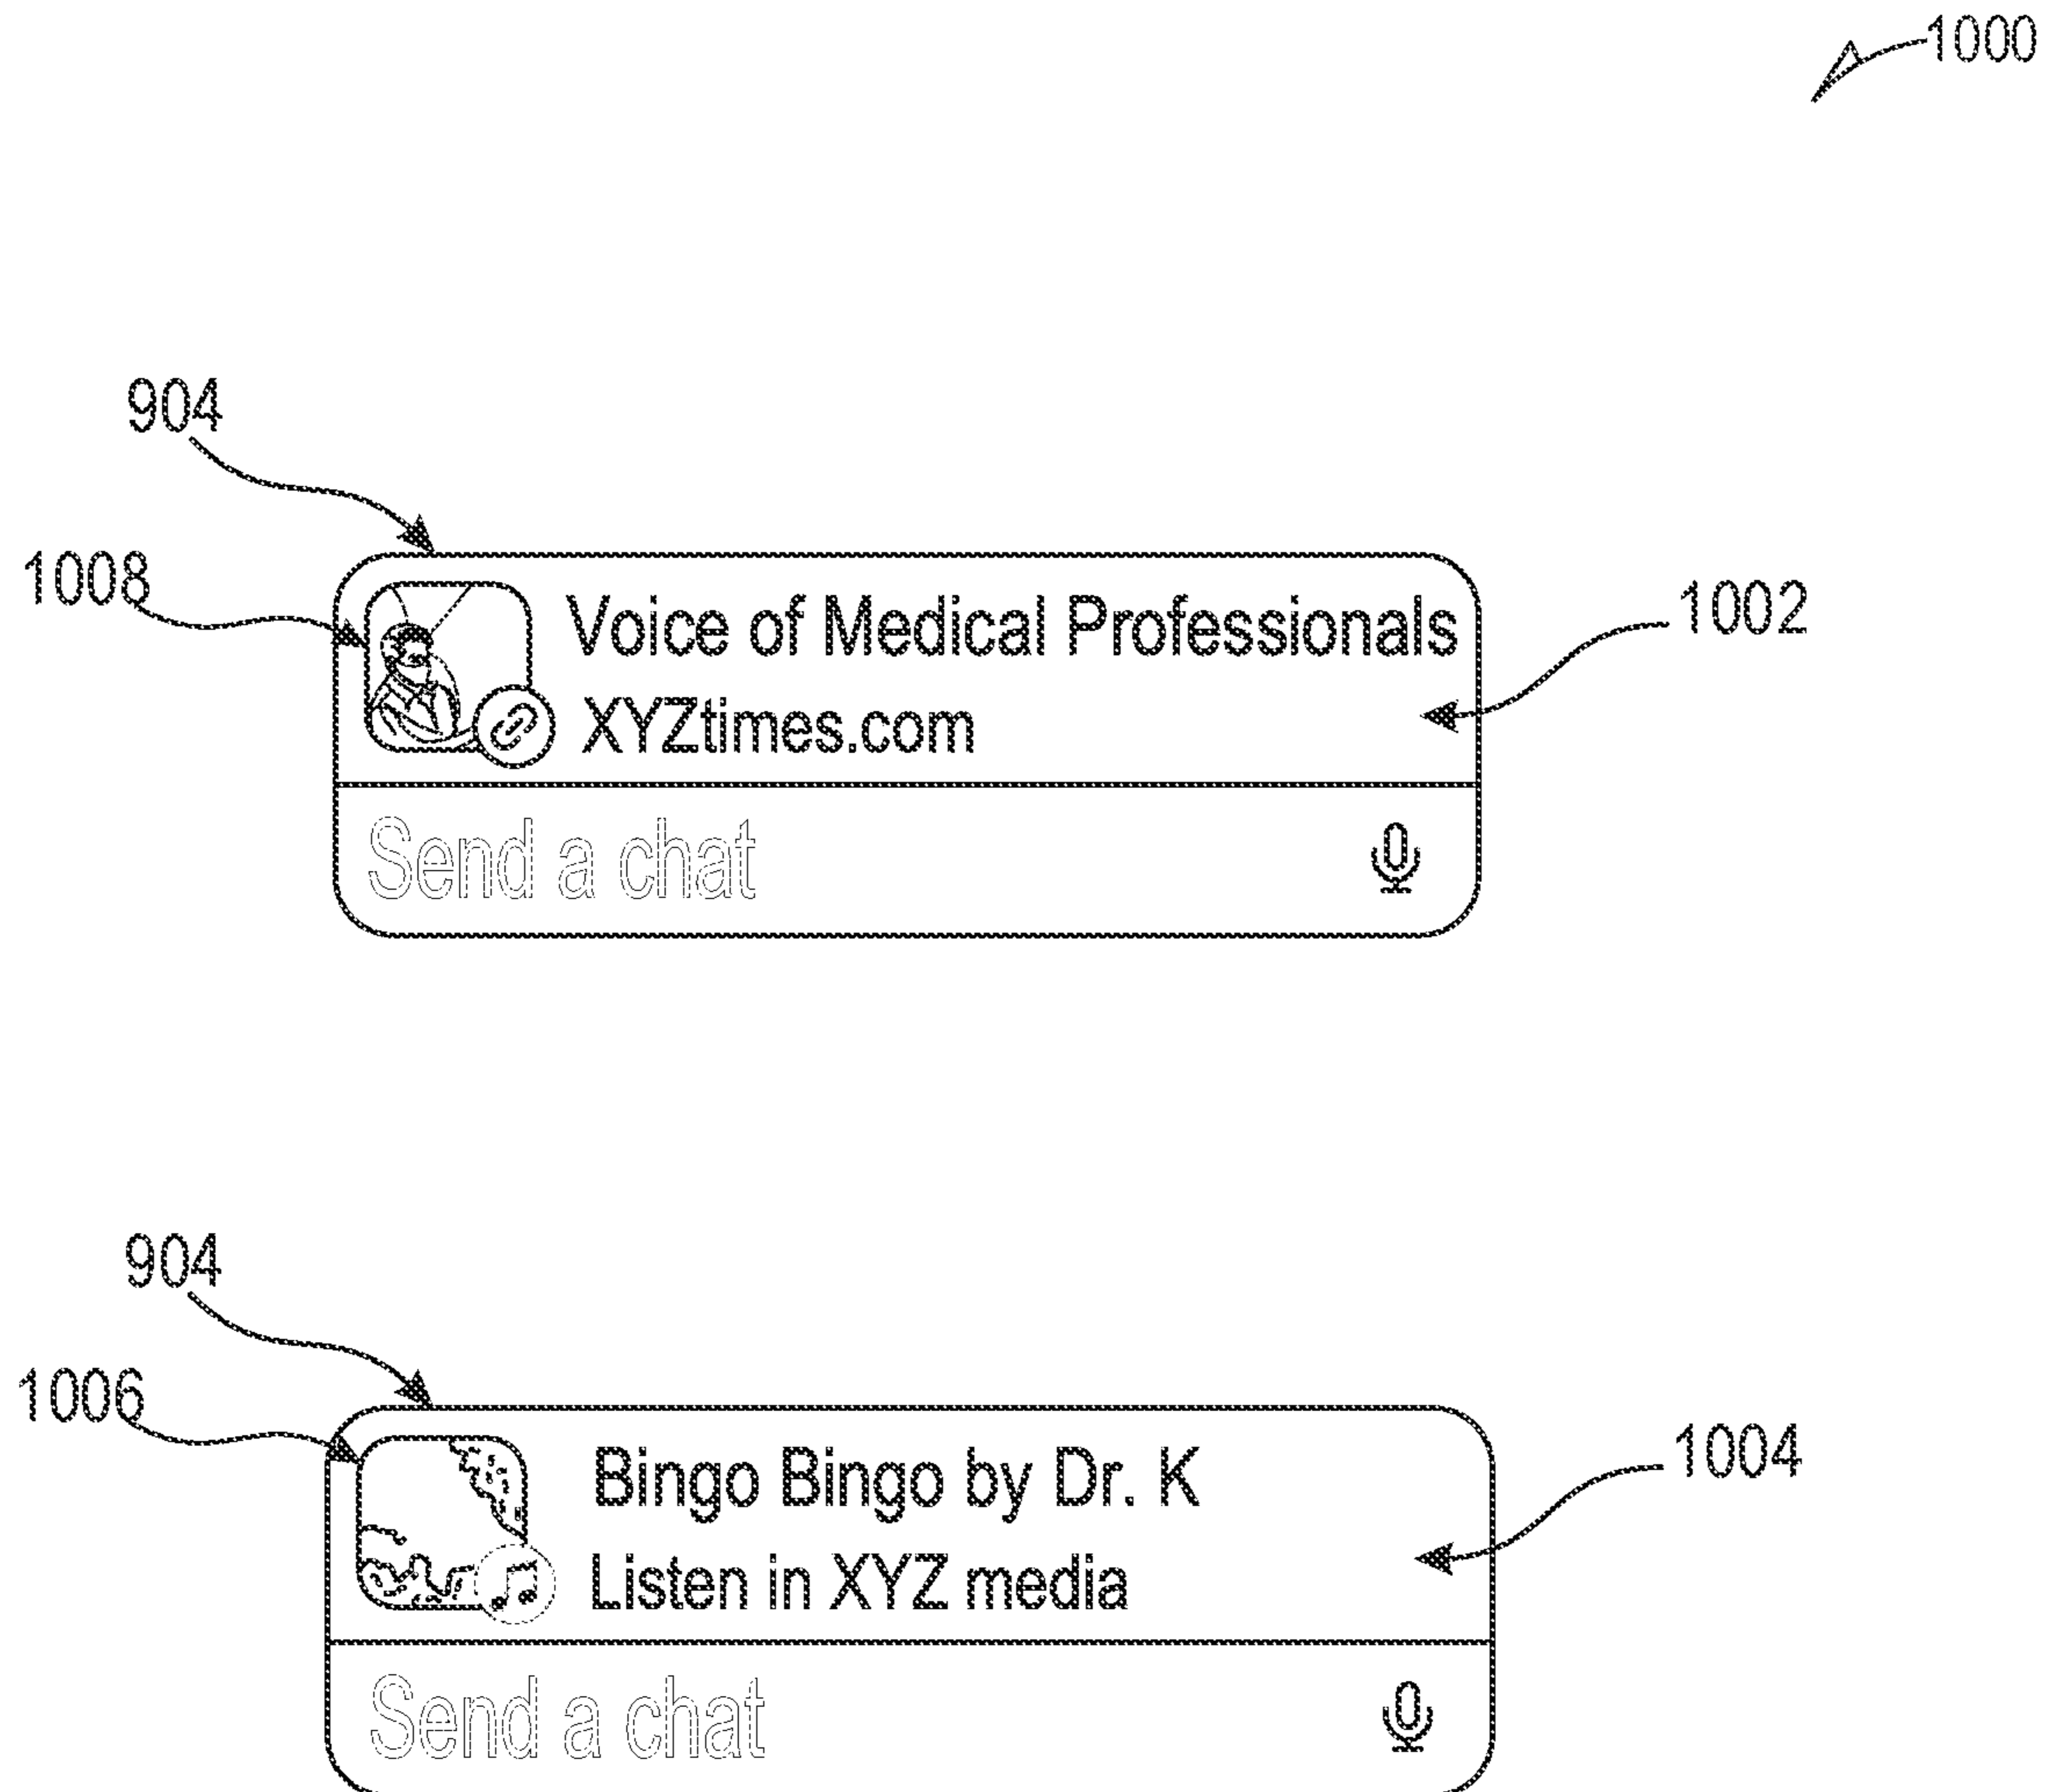 1000
904
1008
Voice of Medical Professionals
1002
XYZtimes.com
Send a chat
904
1006
Bingo Bingo by Dr. K
1004
Listen in XYZ media
Send a chat